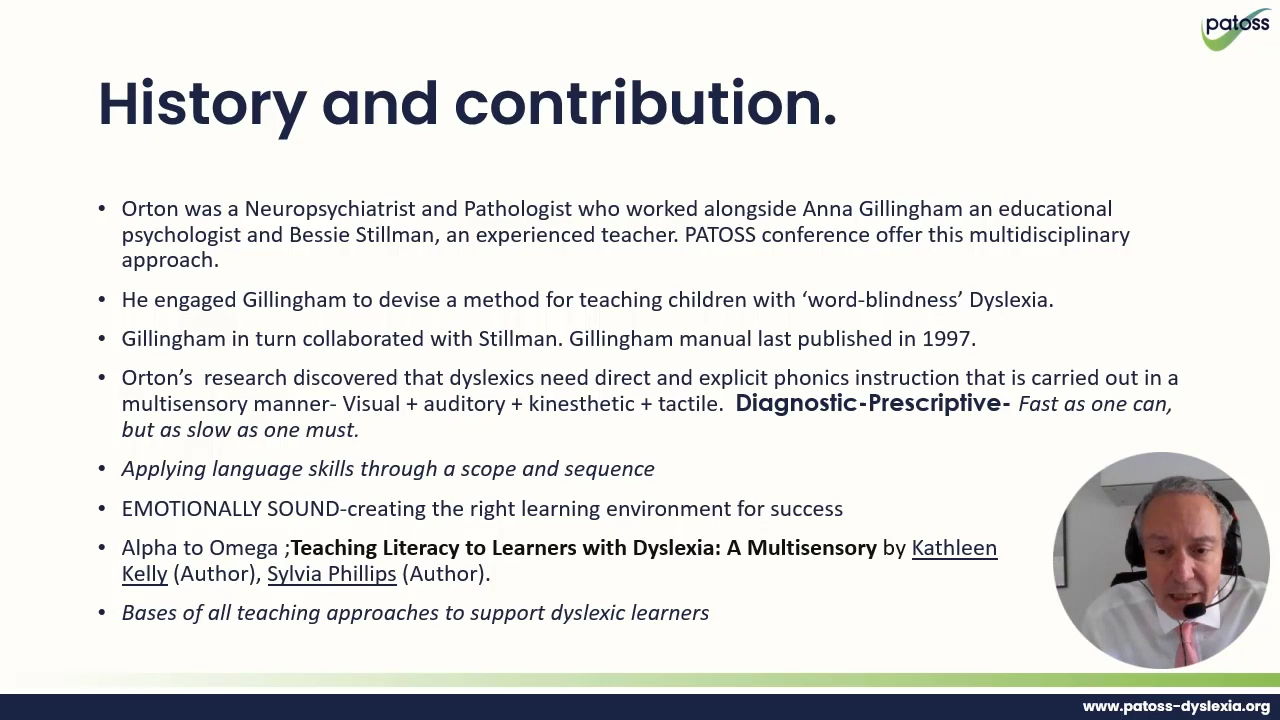 patoss
History and contribution.
• Orton was a Neuropsychiatrist and Pathologist who worked alongside Anna Gillingham an educational
psychologist and Bessie Stillman, an experienced teacher. PATOSS conference offer this multidisciplinary
approach.
• He engaged Gillingham to devise a method for teaching children with ‘word-blindness’ Dyslexia.
• Gillingham in turn collaborated with Stillman. Gillingham manual last published in 1997.
• Orton’s  research discovered that dyslexics need direct and explicit phonics instruction that is carried out in a
multisensory manner- Visual + auditory + kinesthetic + tactile.  Diagnostic-Prescriptive- Fast as one can,
but as slow as one must.
• Applying language skills through a scope and sequence
• EMOTIONALLY SOUND-creating the right learning environment for success
• Alpha to Omega ;Teaching Literacy to Learners with Dyslexia: A Multisensory by Kathleen
Kelly (Author), Sylvia Phillips (Author).
• Bases of all teaching approaches to support dyslexic learners
www.patoss-dyslexia.org